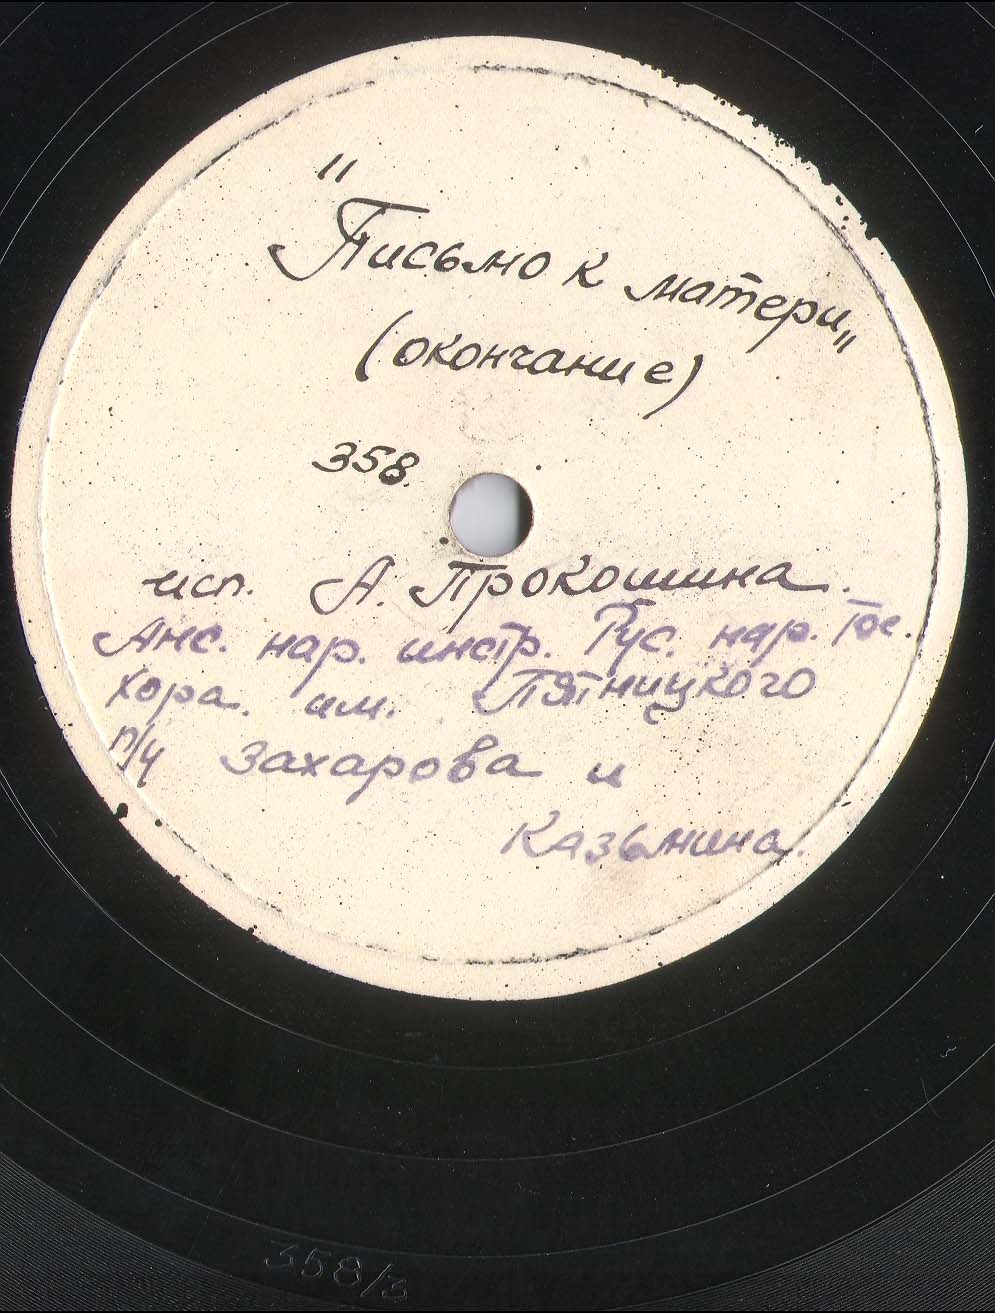 "Письмо к матери"
(окончание)
358.
исп. А. Прокошина.
Анс. нар. инстр. Рус. нар. Гос.
хора. им. Пятницкого
п/у Захарова и
Казьмина.
358/3